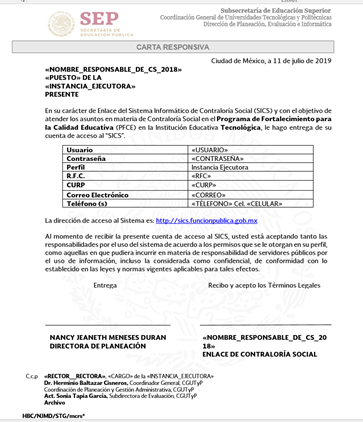 SEP
SECRETARÍA DE
EDUCACIÓN PÚBLICA
Subsecretaría de Educación Superior
Coordinación General de Universidades Tecnológicas y Politécnicas
Dirección de Planeación, Evaluación e Informática
CARTA RESPONSIVA
Ciudad de México, a 11 de julio de 2019
«NOMBRE_RESPONSABLE_DE_CS_2018»
«PUESTO» DE LA
«INSTANCIA_EJECUTORA»
PRESENTE
En su carácter de Enlace del Sistema Informático de Contraloría Social (SICS) y con el objetivo de
atender los asuntos en materia de Contraloría Social en el Programa de Fortalecimiento para
la Calidad Educativa (PFCE) en la Institución Educativa Tecnológica, le hago entrega de su
cuenta de acceso al "SICS".
Usuario «USUARIO»
Contraseña «CONTRASEÑA»
Perfil Instancia Ejecutora
R.F.C. «RFC»
CURP «CURP»
Correo Electrónico «CORREO»
Teléfono (s) «TÉLEFONO» Cel. «CELULAR»
La dirección de acceso al Sistema es: http://sics.funcionpublica.gob.mx
Al momento de recibir la presente cuenta de acceso al SICS, usted está aceptando tanto las
responsabilidades por el uso del sistema de acuerdo a los permisos que se le otorgan en su perfil,
como aquellas en que pudiera incurrir en materia de responsabilidad de servidores públicos por
el uso de información, incluso la considerada como confidencial, de conformidad con lo
establecido en las leyes y normas vigentes aplicables para tales efectos.
Entrega Recibo y acepto los Términos Legales
NANCY JEANETH MENESES DURAN
DIRECTORA DE PLANEACIÓN
«NOMBRE_RESPONSABLE_DE_CS_20
18»
ENLACE DE CONTRALORÍA SOCIAL
C.c.p «RECTOR__RECTORA», «CARGO» de la «INSTANCIA_EJECUTORA»
Dr. Herminio Baltazar Cisneros, Coordinador General, CGUTyP
Coordinación de Planeación y Gestión Administrativa, CGUTyP
Act. Sonia Tapia García, Subdirectora de Evaluación, CGUTyP
Archivo
HBC/NJMD/STG/mcrs*